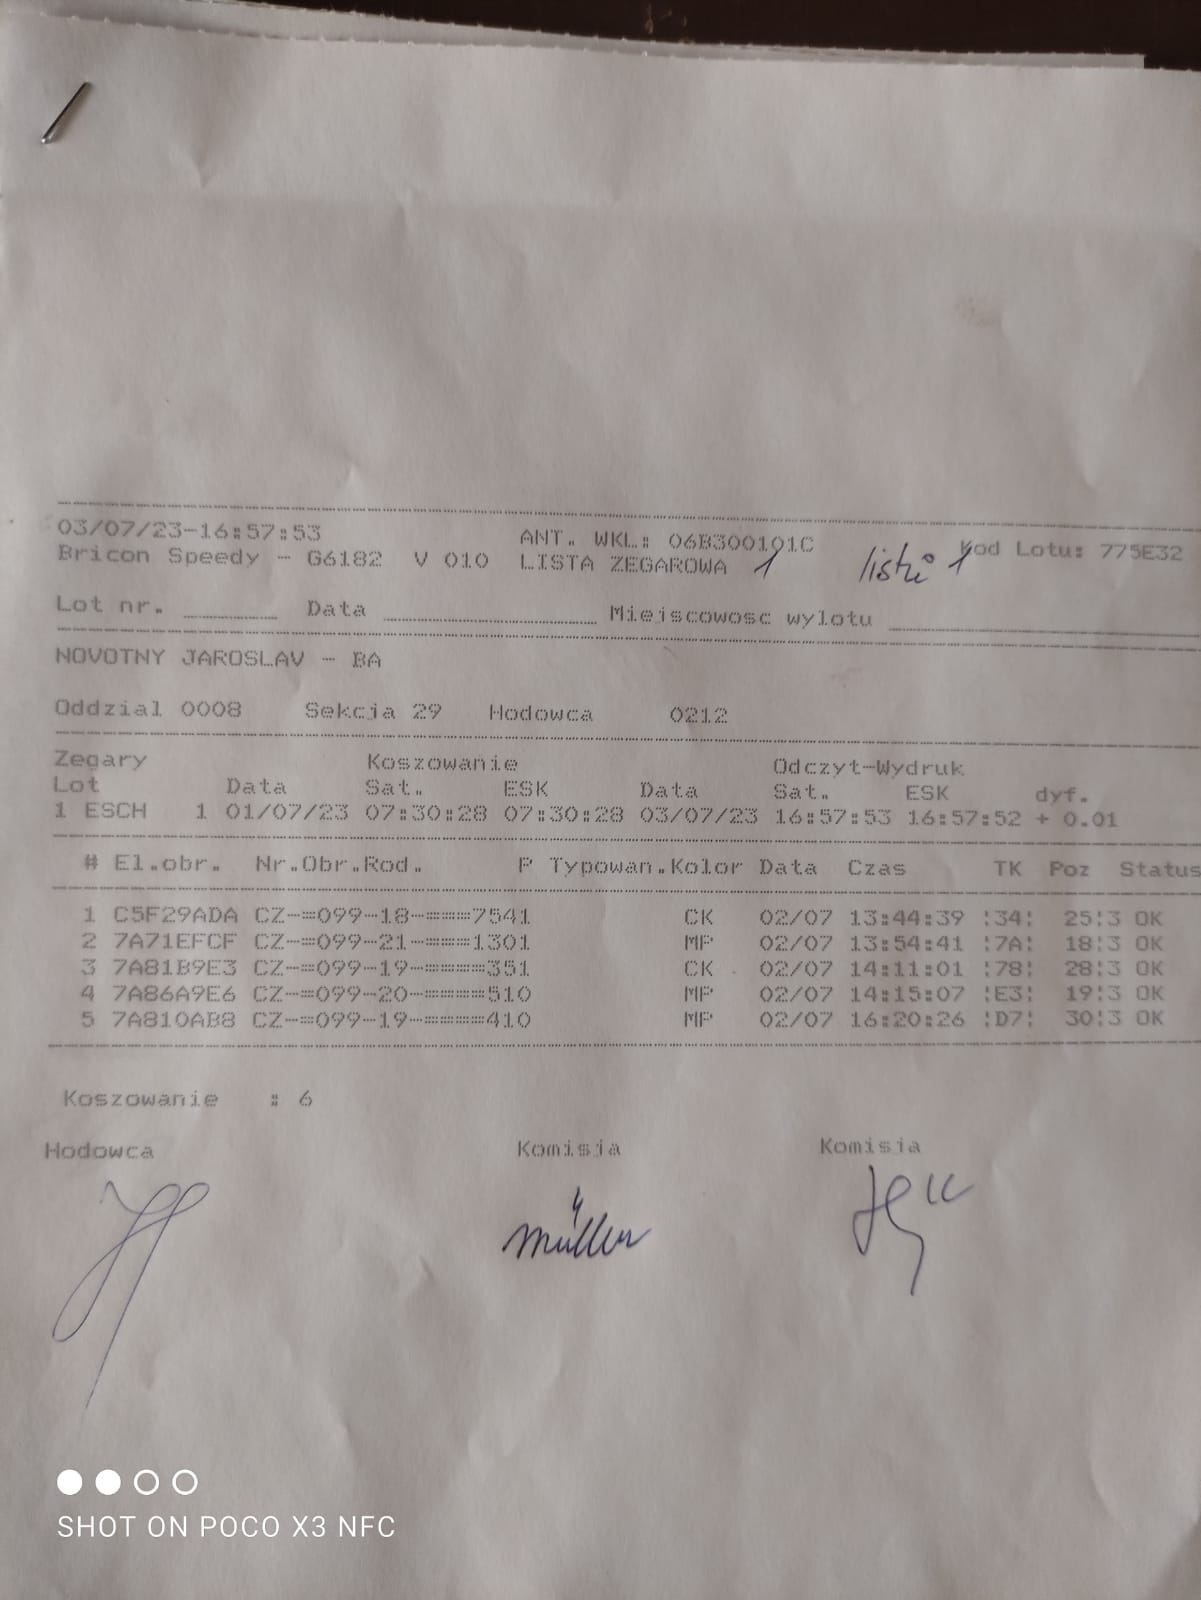 03/07/23-16:57:53 ANT. WKL: 06B300101C Kod Lotu: 775E32
Bricon Speedy - G6182 V 010 LISTA ZEGAROWA 1 listů 1
Lot nr. Data Miejscowosc wylotu
NOVOTNY JAROSLAV - BA
Oddzial 0008 Sekcja 29 Hodowca 0212
Zegary Koszowanie Odczyt-Wydruk
Lot Data Sat. ESK Data Sat. ESK dyf.
1 ESCH 1 01/07/23 07:30:28 07:30:28 03/07/23 16:57:53 16:57:52 + 0.01
# El.obr. Nr.Obr.Rod. P Typowan.Kolor Data Czas TK Poz Status
1 C5F29ADA CZ-=099-18-===7541 CK 02/07 13:44:39 ¦34¦ 25¦3 OK
2 7A71EFCF CZ-=099-21-===1301 MP 02/07 13:54:41 ¦7A¦ 18¦3 OK
3 7A81B9E3 CZ-=099-19-====351 CK 02/07 14:11:01 ¦78¦ 28¦3 OK
4 7A86A9E6 CZ-=099-20-====510 MP 02/07 14:15:07 ¦E3¦ 19¦3 OK
5 7A810AB8 CZ-=099-19-====410 MP 02/07 16:20:26 ¦D7¦ 30¦3 OK
Koszowanie : 6
Hodowca Komisja Komisja
Müller
SHOT ON POCO X3 NFC